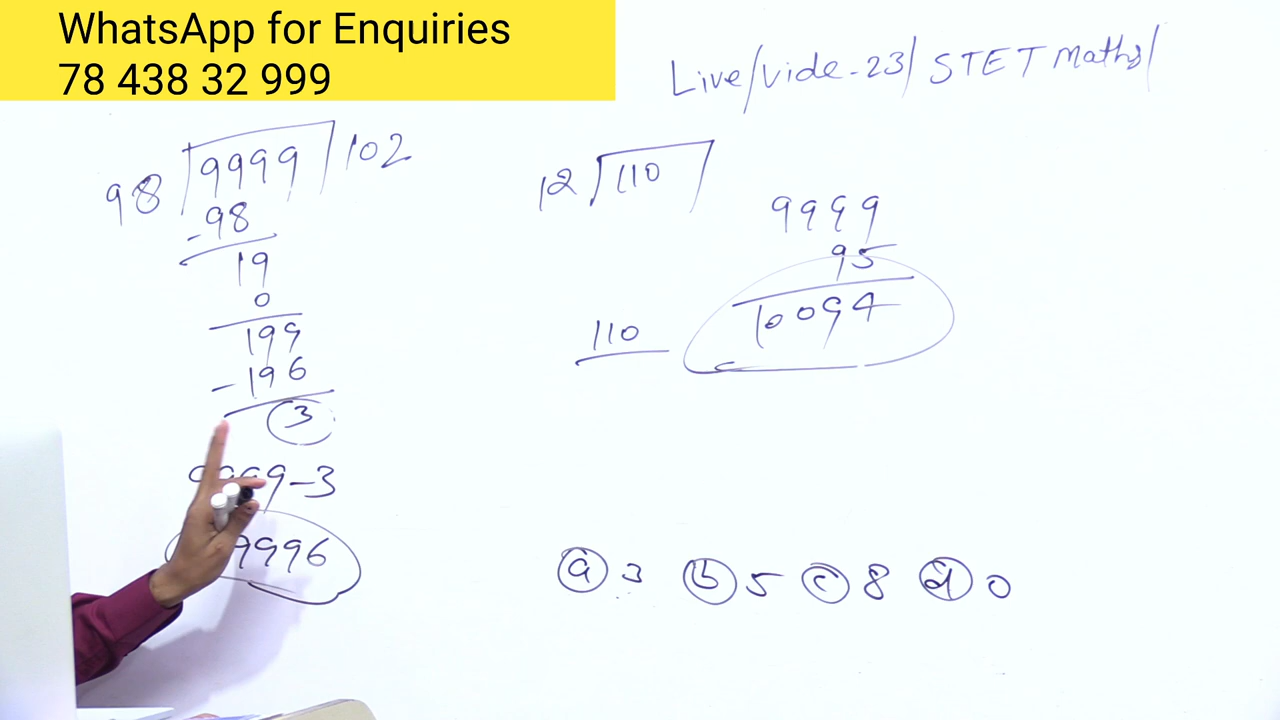 WhatsApp for Enquiries
78 438 32 999
Live/Vide-23/ STET Maths/
98 9999 102
-98
19
0
199
-196
3
9999-3
9996
12 110
9999
95
10094
110
a 3 b 5 c 8 d 0